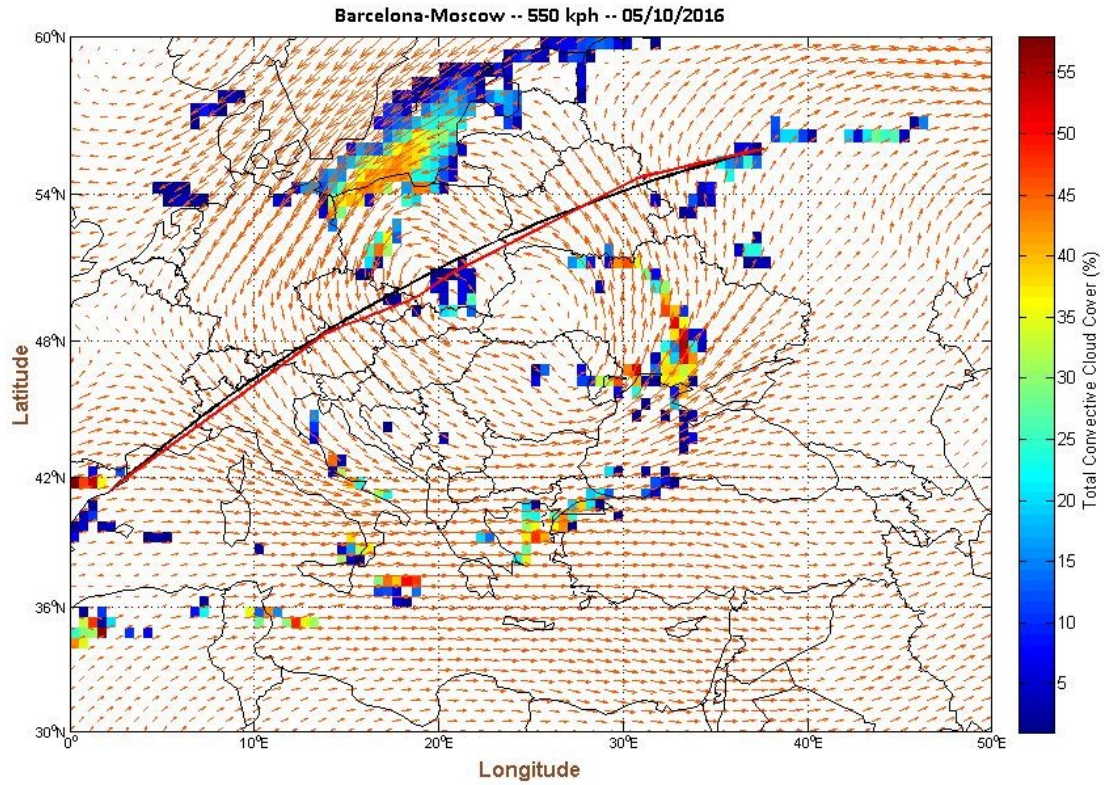 Barcelona-Moscow -- 550 kph -- 05/10/2016
60°N
54°N
48°N
42°N
36°N
30°N
Latitude
0°
10°E
20°E
30°E
40°E
50°E
Longitude
55
50
45
40
35
30
25
20
15
10
5
Total Convective Cloud Cover (%)